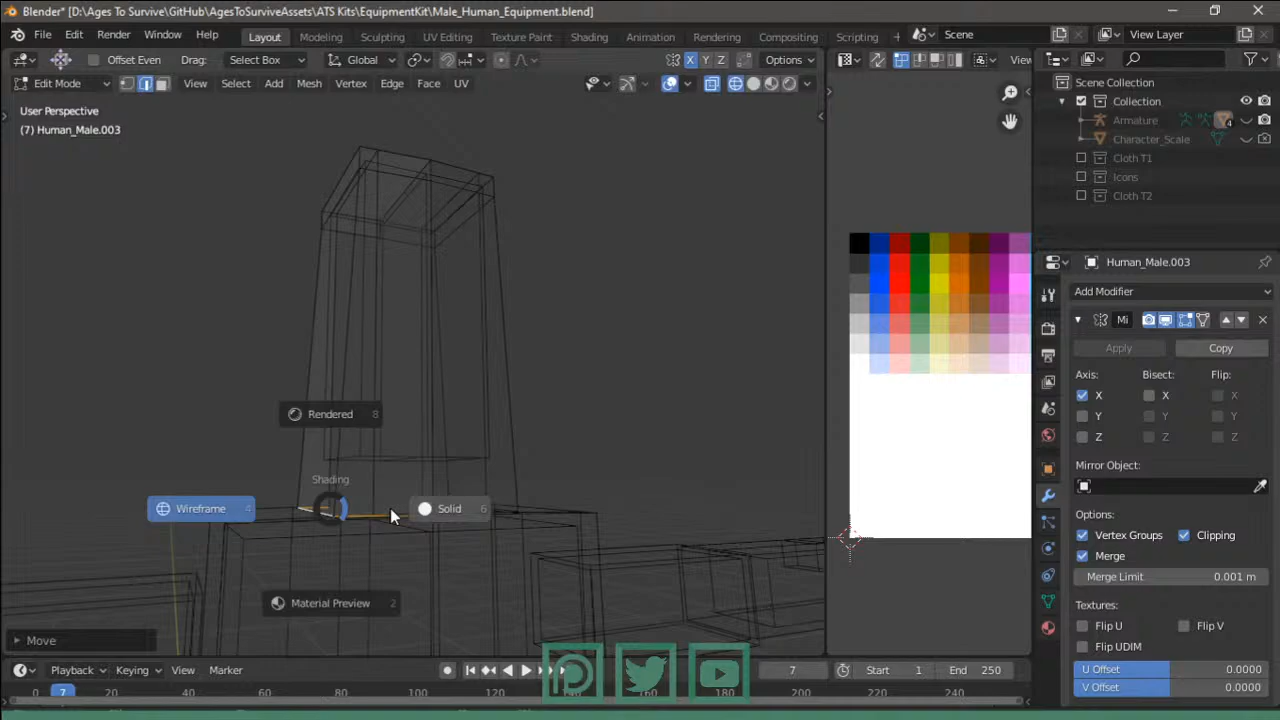 Blender* [D:\Ages To Survive\GitHub\AgesToSurviveAssets\ATS Kits\EquipmentKit\Male_Human_Equipment.blend]
File Edit Render Window Help Layout Modeling Sculpting UV Editing Texture Paint Shading Animation Rendering Compositing Scripting Scene View Layer
Offset Even Drag: Select Box Global X Y Z Options View
Edit Mode View Select Add Mesh Vertex Edge Face UV
User Perspective
(7) Human_Male.003
Scene Collection
Collection
Armature 4
Character_Scale
Cloth T1
Icons
Cloth T2
Human_Male.003
Add Modifier
Mi
Apply Copy
Axis: Bisect: Flip:
X X X
Y Y Y
Z Z Z
Mirror Object:
Options:
Vertex Groups Clipping
Merge
Merge Limit 0.001 m
Textures:
Flip U Flip V
Flip UDIM
U Offset 0.0000
V Offset 0.0000
Rendered 8
Shading
Wireframe 4
Solid 6
Material Preview 2
Move
Playback Keying View Marker 7 Start 1 End 250
0 7 20 40 60 80 100 120 140 160 180 200 220 240